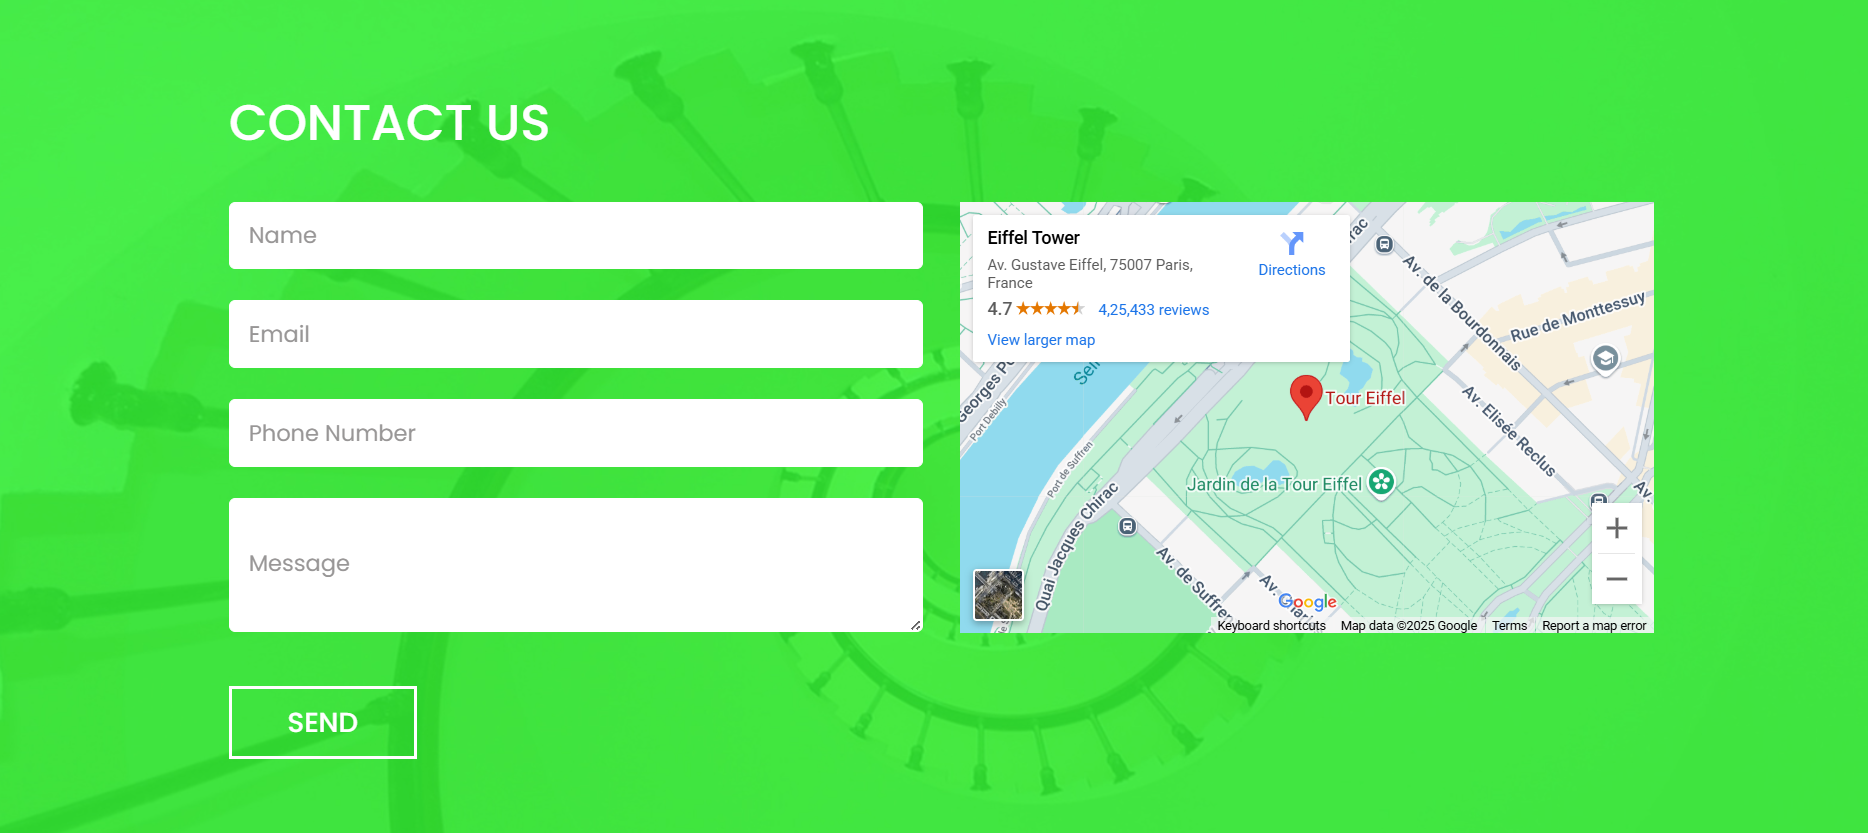 CONTACT US
Name
Email
Phone Number
Message
SEND
Eiffel Tower
Av. Gustave Eiffel, 75007 Paris,
France
4.7
4,25,433 reviews
View larger map
Directions
Av. de la Bourdonnais
Rue de Monttessuy
Av. Elisée Reclus
Tour Eiffel
Jardin de la Tour Eiffel
Port Debilly
Port de Suffren
Quai Jacques Chirac
Av. de Suffren
Av.
Google
Keyboard shortcuts
Map data ©2025 Google
Terms
Report a map error